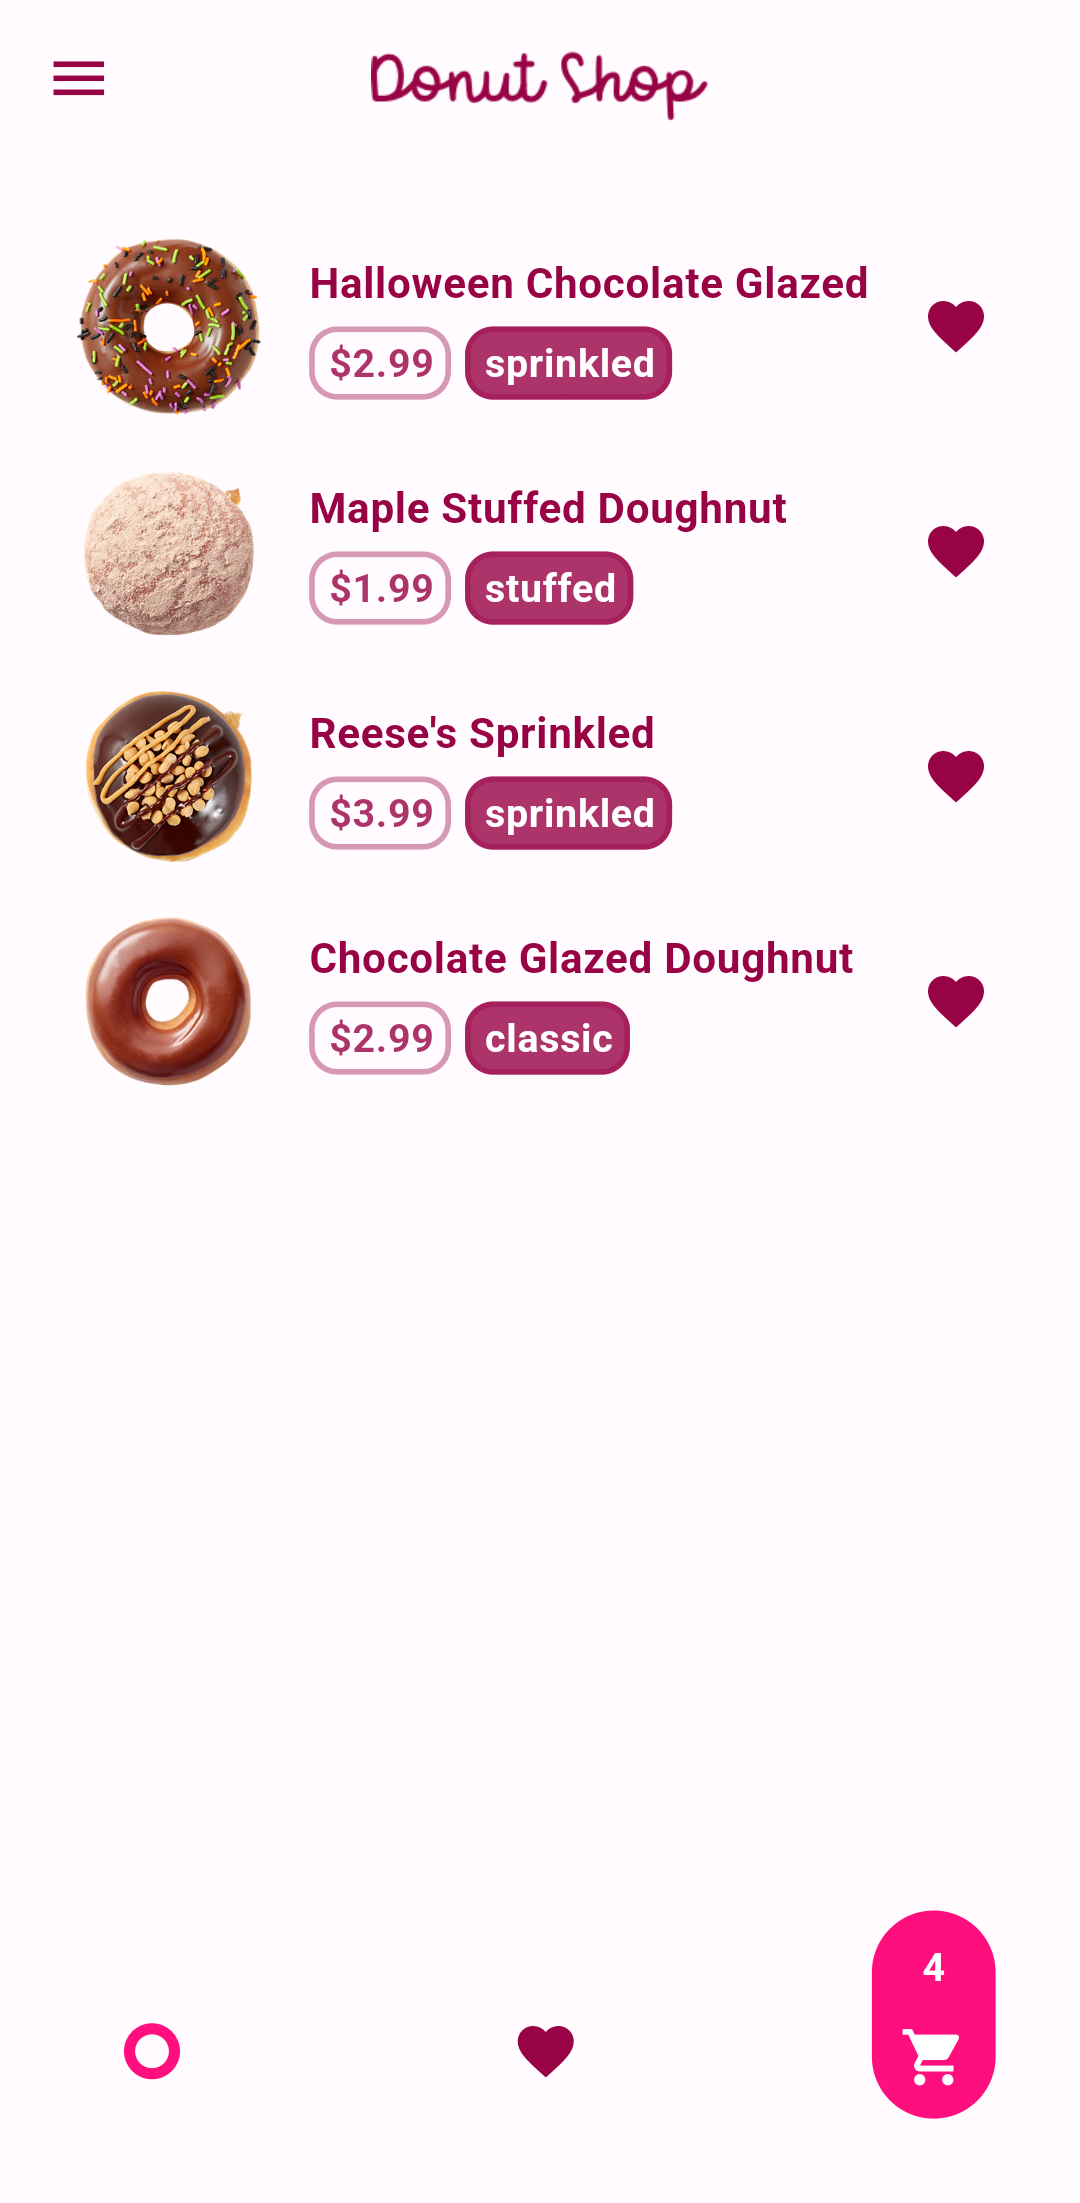 Donut Shop
Halloween Chocolate Glazed
$2.99 sprinkled
Maple Stuffed Doughnut
$1.99 stuffed
Reese's Sprinkled
$3.99 sprinkled
Chocolate Glazed Doughnut
$2.99 classic
4